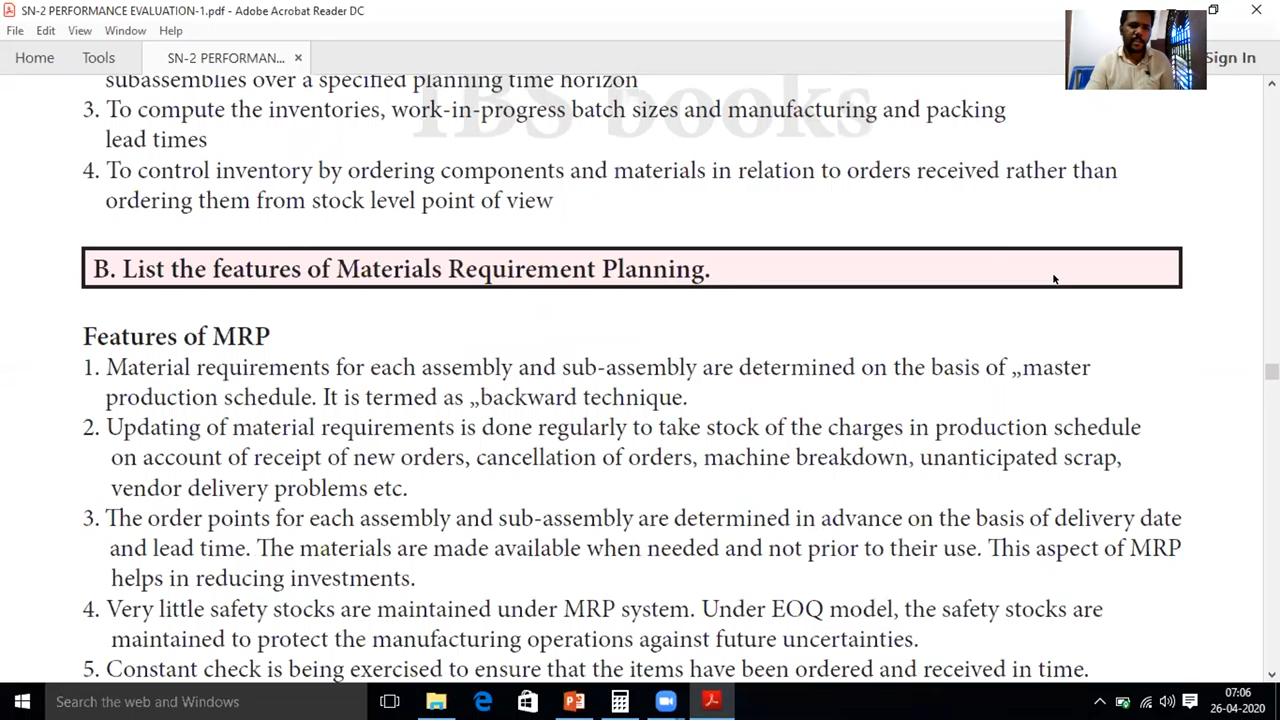 SN-2 PERFORMANCE EVALUATION-1.pdf - Adobe Acrobat Reader DC
File Edit View Window Help
Home Tools SN-2 PERFORMAN... × Sign In
subassemblies over a specified planning time horizon
IBS books
3. To compute the inventories, work-in-progress batch sizes and manufacturing and packing
lead times
4. To control inventory by ordering components and materials in relation to orders received rather than
ordering them from stock level point of view
B. List the features of Materials Requirement Planning.
Features of MRP
1. Material requirements for each assembly and sub-assembly are determined on the basis of „master
production schedule. It is termed as „backward technique.
2. Updating of material requirements is done regularly to take stock of the charges in production schedule
on account of receipt of new orders, cancellation of orders, machine breakdown, unanticipated scrap,
vendor delivery problems etc.
3. The order points for each assembly and sub-assembly are determined in advance on the basis of delivery date
and lead time. The materials are made available when needed and not prior to their use. This aspect of MRP
helps in reducing investments.
4. Very little safety stocks are maintained under MRP system. Under EOQ model, the safety stocks are
maintained to protect the manufacturing operations against future uncertainties.
5. Constant check is being exercised to ensure that the items have been ordered and received in time.
Search the web and Windows
07:06
26-04-2020